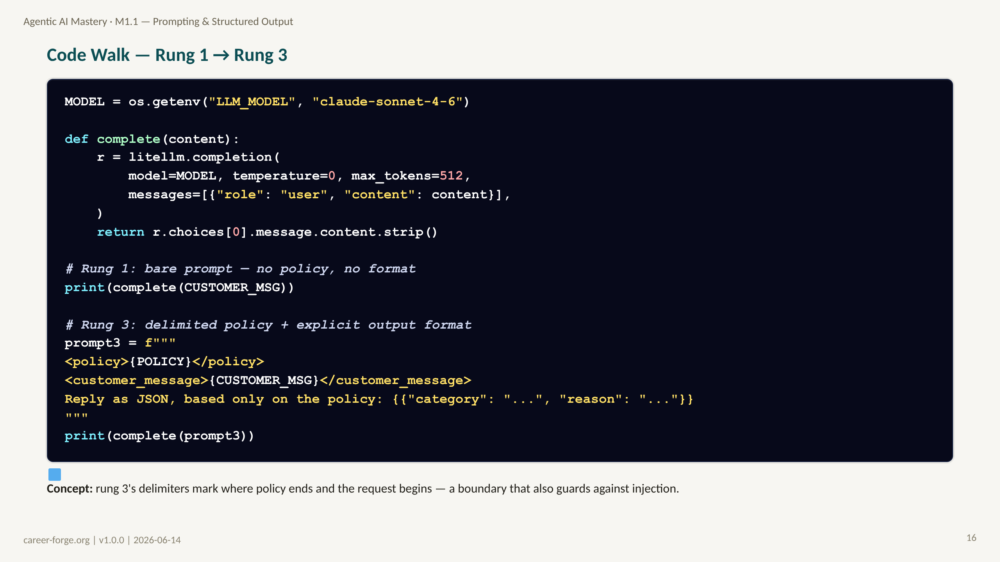 Agentic AI Mastery · M1.1 — Prompting & Structured Output
Code Walk — Rung 1 → Rung 3
MODEL = os.getenv("LLM_MODEL", "claude-sonnet-4-6")
def complete(content):
    r = litellm.completion(
        model=MODEL, temperature=0, max_tokens=512,
        messages=[{"role": "user", "content": content}],
    )
    return r.choices[0].message.content.strip()
# Rung 1: bare prompt — no policy, no format
print(complete(CUSTOMER_MSG))
# Rung 3: delimited policy + explicit output format
prompt3 = f"""
<policy>{POLICY}</policy>
<customer_message>{CUSTOMER_MSG}</customer_message>
Reply as JSON, based only on the policy: {{"category": "...", "reason": "..."}}
"""
print(complete(prompt3))
Concept: rung 3's delimiters mark where policy ends and the request begins — a boundary that also guards against injection.
career-forge.org | v1.0.0 | 2026-06-14
16